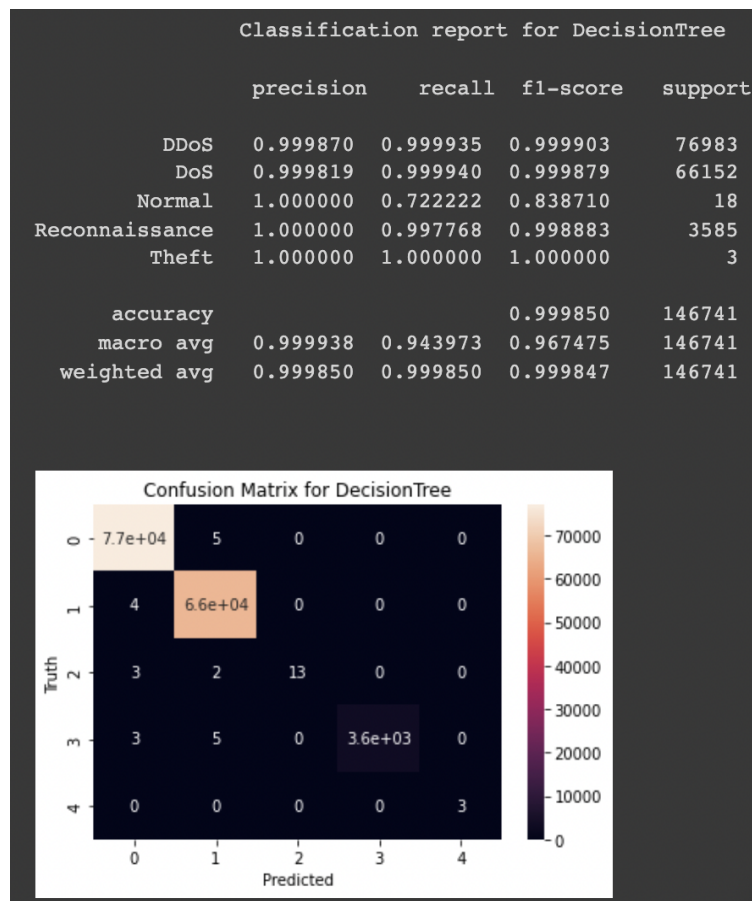 Classification report for DecisionTree
precision recall f1-score support
DDoS 0.999870 0.999935 0.999903 76983
DoS 0.999819 0.999940 0.999879 66152
Normal 1.000000 0.722222 0.838710 18
Reconnaissance 1.000000 0.997768 0.998883 3585
Theft 1.000000 1.000000 1.000000 3
accuracy 0.999850 146741
macro avg 0.999938 0.943973 0.967475 146741
weighted avg 0.999850 0.999850 0.999847 146741
Confusion Matrix for DecisionTree
0 7.7e+04 5 0 0 0
1 4 6.6e+04 0 0 0
2 3 2 13 0 0
3 3 5 0 3.6e+03 0
4 0 0 0 0 3
0 1 2 3 4
Truth
Predicted
70000
60000
50000
40000
30000
20000
10000
0